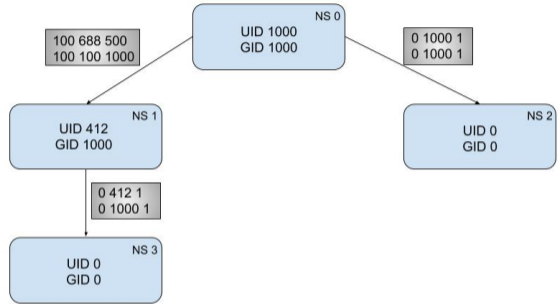 NS 0
UID 1000
GID 1000
100 688 500
100 100 1000
0 1000 1
0 1000 1
NS 1
UID 412
GID 1000
NS 2
UID 0
GID 0
0 412 1
0 1000 1
NS 3
UID 0
GID 0